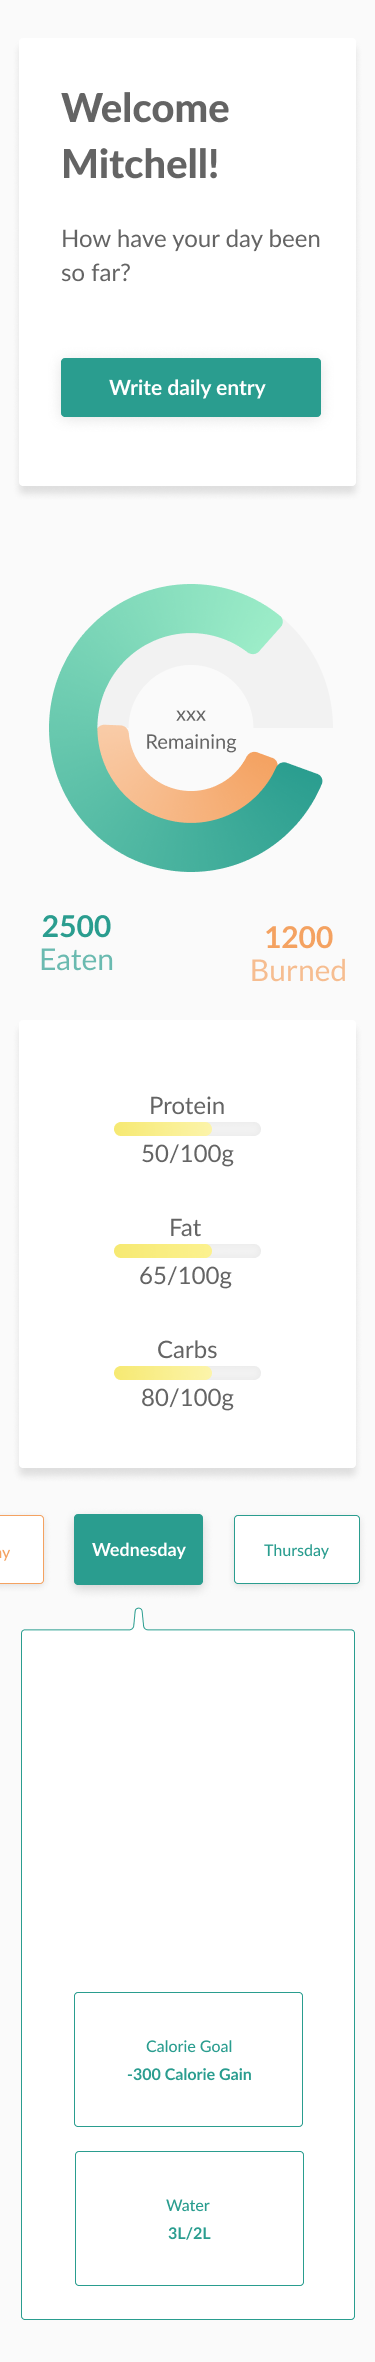 Welcome
Mitchell!
How have your day been
so far?
Write daily entry
xxx
Remaining
2500
Eaten
1200
Burned
Protein
50/100g
Fat
65/100g
Carbs
80/100g
Wednesday
Thursday
Calorie Goal
-300 Calorie Gain
Water
3L/2L